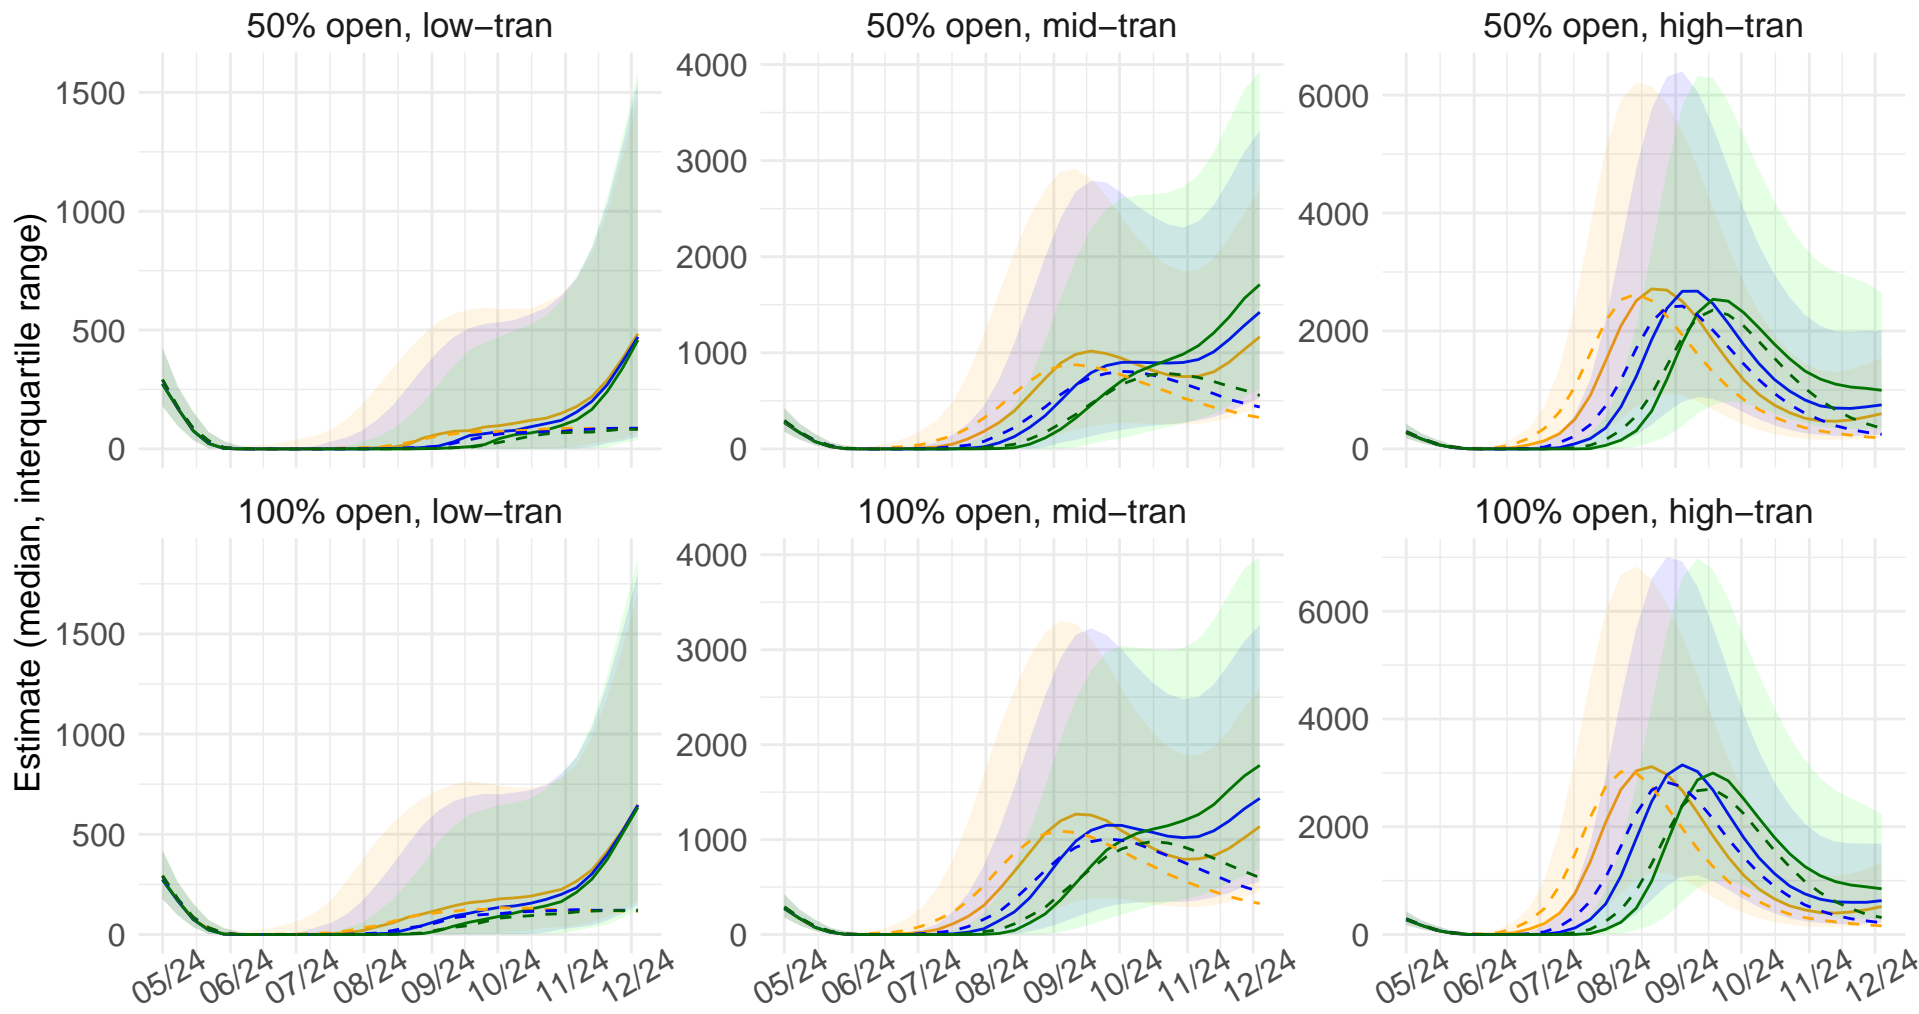 50% open, low−tran
50% open, mid−tran
50% open, high−tran
1500
1000
500
0
4000
3000
2000
1000
0
6000
4000
2000
0
Estimate (median, interquartile range)
100% open, low−tran
100% open, mid−tran
100% open, high−tran
1500
1000
500
0
4000
3000
2000
1000
0
6000
4000
2000
0
05/24 06/24 07/24 08/24 09/24 10/24 11/24 12/24
05/24 06/24 07/24 08/24 09/24 10/24 11/24 12/24
05/24 06/24 07/24 08/24 09/24 10/24 11/24 12/24